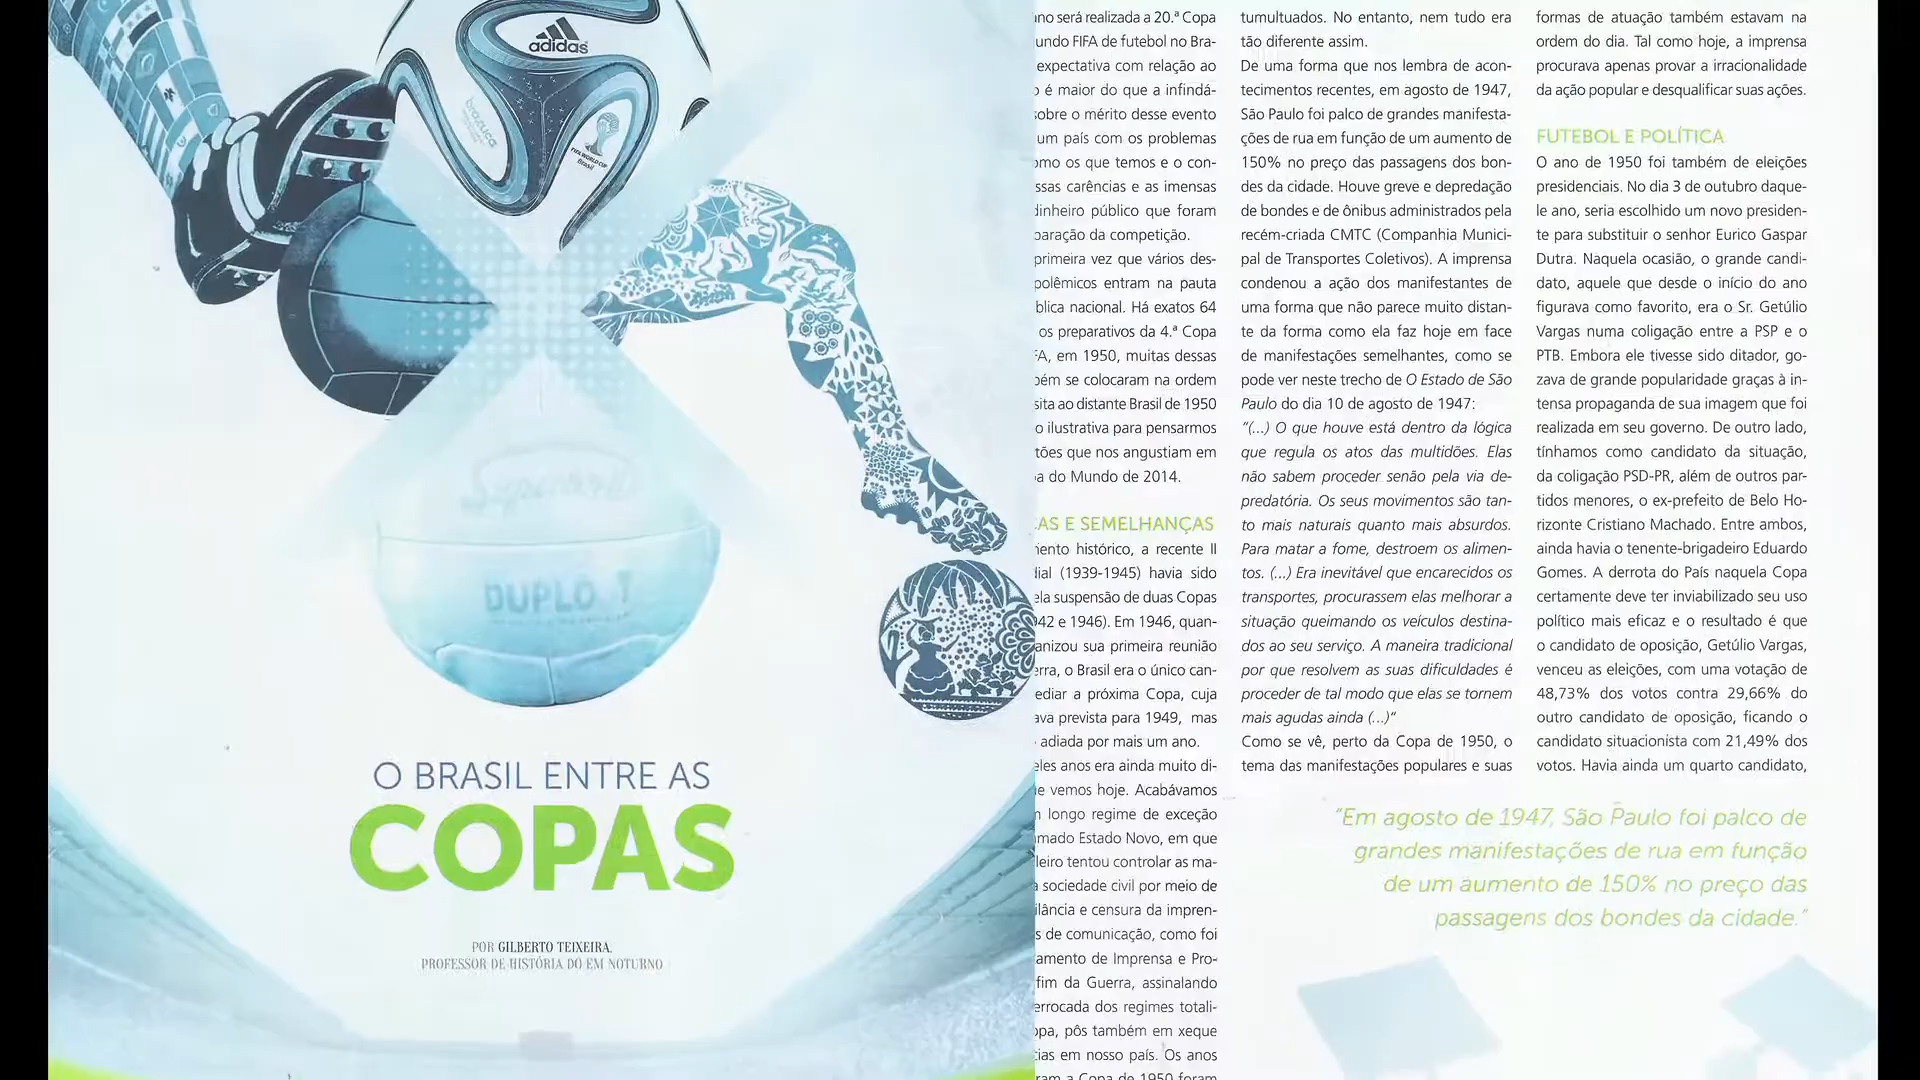 adidas
brazuca
FIFA WORLD CUP
Brasil
Superball
DUPLO T
O BRASIL ENTRE AS
COPAS
POR GILBERTO TEIXEIRA,
PROFESSOR DE HISTÓRIA DO EM NOTURNO
ano será realizada a 20.ª Copa
undo FIFA de futebol no Bra-
expectativa com relação ao
é maior do que a infindá-
sobre o mérito desse evento
um país com os problemas
omo os que temos e o con-
ssas carências e as imensas
dinheiro público que foram
paração da competição.
primeira vez que vários des-
polêmicos entram na pauta
blica nacional. Há exatos 64
os preparativos da 4.ª Copa
FA, em 1950, muitas dessas
bém se colocaram na ordem
sita ao distante Brasil de 1950
o ilustrativa para pensarmos
tões que nos angustiam em
a do Mundo de 2014.
ÇAS E SEMELHANÇAS
mento histórico, a recente II
dial (1939-1945) havia sido
ela suspensão de duas Copas
942 e 1946). Em 1946, quan-
anizou sua primeira reunião
erra, o Brasil era o único can-
ediar a próxima Copa, cuja
ava prevista para 1949, mas
adiada por mais um ano.
eles anos era ainda muito di-
e vemos hoje. Acabávamos
m longo regime de exceção
amado Estado Novo, em que
leiro tentou controlar as ma-
a sociedade civil por meio de
ilância e censura da impren-
s de comunicação, como foi
amento de Imprensa e Pro-
fim da Guerra, assinalando
errocada dos regimes totali-
opa, pôs também em xeque
cias em nosso país. Os anos
ram a Copa de 1950 foram
tumultuados. No entanto, nem tudo era
tão diferente assim.
De uma forma que nos lembra de acon-
tecimentos recentes, em agosto de 1947,
São Paulo foi palco de grandes manifesta-
ções de rua em função de um aumento de
150% no preço das passagens dos bon-
des da cidade. Houve greve e depredação
de bondes e de ônibus administrados pela
recém-criada CMTC (Companhia Munici-
pal de Transportes Coletivos). A imprensa
condenou a ação dos manifestantes de
uma forma que não parece muito distan-
te da forma como ela faz hoje em face
de manifestações semelhantes, como se
pode ver neste trecho de O Estado de São
Paulo do dia 10 de agosto de 1947:
“(...) O que houve está dentro da lógica
que regula os atos das multidões. Elas
não sabem proceder senão pela via de-
predatória. Os seus movimentos são tan-
to mais naturais quanto mais absurdos.
Para matar a fome, destroem os alimen-
tos. (...) Era inevitável que encarecidos os
transportes, procurassem elas melhorar a
situação queimando os veículos destina-
dos ao seu serviço. A maneira tradicional
por que resolvem as suas dificuldades é
proceder de tal modo que elas se tornem
mais agudas ainda (...)”
Como se vê, perto da Copa de 1950, o
tema das manifestações populares e suas
formas de atuação também estavam na
ordem do dia. Tal como hoje, a imprensa
procurava apenas provar a irracionalidade
da ação popular e desqualificar suas ações.
FUTEBOL E POLÍTICA
O ano de 1950 foi também de eleições
presidenciais. No dia 3 de outubro daque-
le ano, seria escolhido um novo presiden-
te para substituir o senhor Eurico Gaspar
Dutra. Naquela ocasião, o grande candi-
dato, aquele que desde o início do ano
figurava como favorito, era o Sr. Getúlio
Vargas numa coligação entre a PSP e o
PTB. Embora ele tivesse sido ditador, go-
zava de grande popularidade graças à in-
tensa propaganda de sua imagem que foi
realizada em seu governo. De outro lado,
tínhamos como candidato da situação,
da coligação PSD-PR, além de outros par-
tidos menores, o ex-prefeito de Belo Ho-
rizonte Cristiano Machado. Entre ambos,
ainda havia o tenente-brigadeiro Eduardo
Gomes. A derrota do País naquela Copa
certamente deve ter inviabilizado seu uso
político mais eficaz e o resultado é que
o candidato de oposição, Getúlio Vargas,
venceu as eleições, com uma votação de
48,73% dos votos contra 29,66% do
outro candidato de oposição, ficando o
candidato situacionista com 21,49% dos
votos. Havia ainda um quarto candidato,
“Em agosto de 1947, São Paulo foi palco de
grandes manifestações de rua em função
de um aumento de 150% no preço das
passagens dos bondes da cidade.”